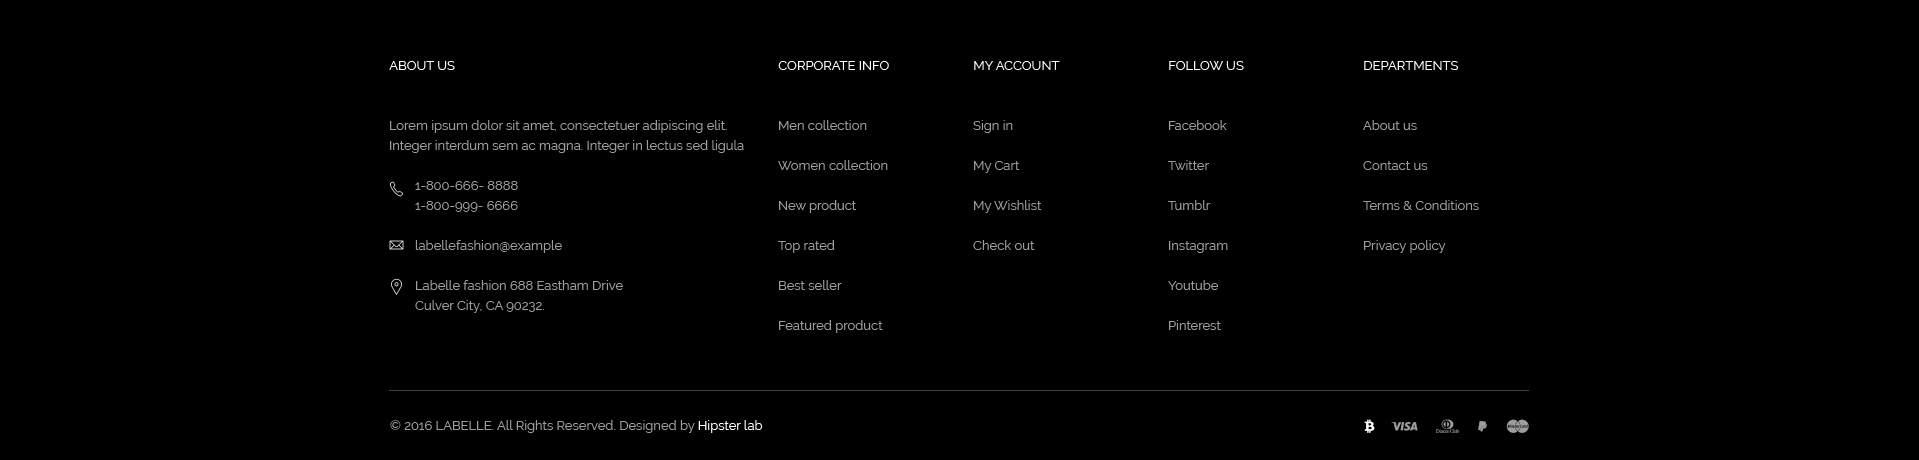 ABOUT US
Lorem ipsum dolor sit amet, consectetuer adipiscing elit.
Integer interdum sem ac magna. Integer in lectus sed ligula
1-800-666- 8888
1-800-999- 6666
labellefashion@example
Labelle fashion 688 Eastham Drive
Culver City, CA 90232.
CORPORATE INFO
Men collection
Women collection
New product
Top rated
Best seller
Featured product
MY ACCOUNT
Sign in
My Cart
My Wishlist
Check out
FOLLOW US
Facebook
Twitter
Tumblr
Instagram
Youtube
Pinterest
DEPARTMENTS
About us
Contact us
Terms & Conditions
Privacy policy
© 2016 LABELLE. All Rights Reserved. Designed by Hipster lab
VISA